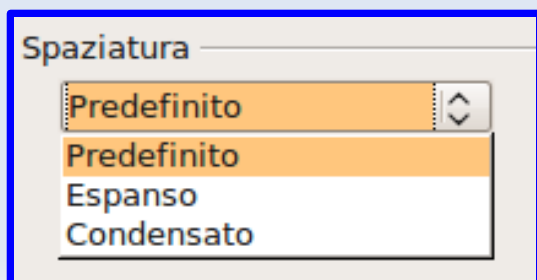 Spaziatura
Predefinito
Predefinito
Espanso
Condensato